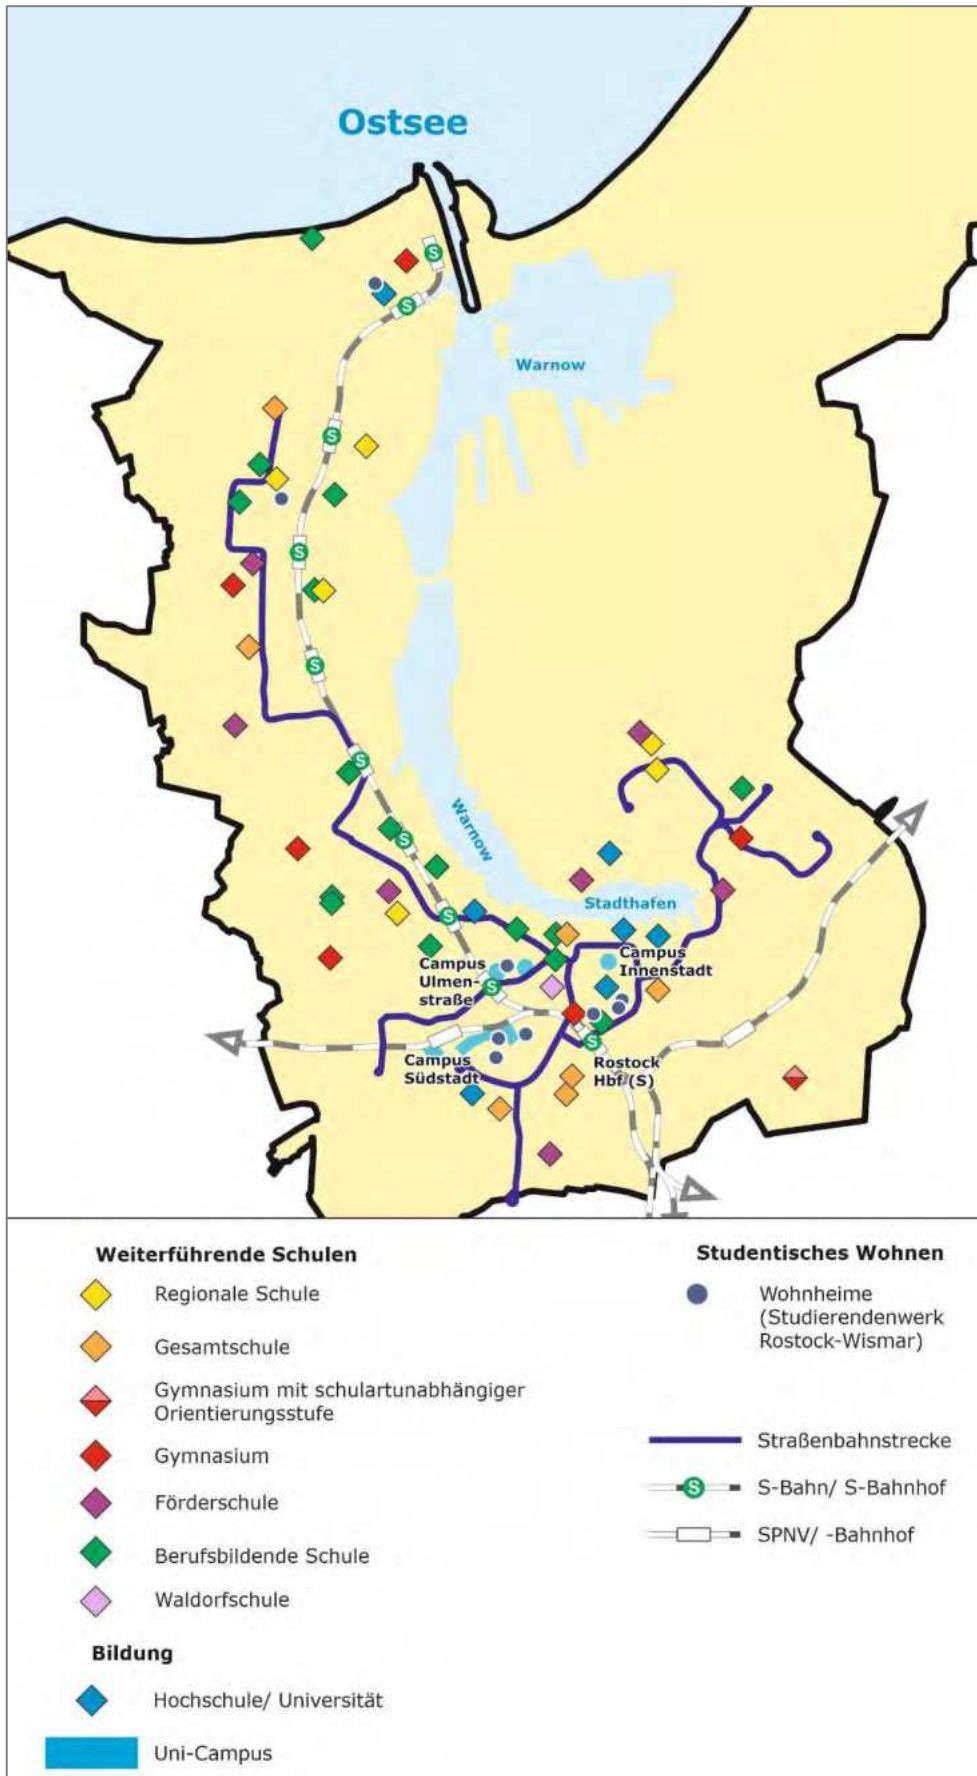 Ostsee
S
S
Warnow
S
S
S
S
S
Warnow
S
Stadthafen
S
Campus
Innenstadt
Campus
Ulmen-
straße
S
S
Campus
Südstadt
Rostock
Hbf (S)
Weiterführende Schulen
Regionale Schule
Gesamtschule
Gymnasium mit schulartunabhängiger
Orientierungsstufe
Gymnasium
Förderschule
Berufsbildende Schule
Waldorfschule
Bildung
Hochschule/ Universität
Uni-Campus
Studentisches Wohnen
Wohnheime
(Studierendenwerk
Rostock-Wismar)
Straßenbahnstrecke
S
S-Bahn/ S-Bahnhof
SPNV/ -Bahnhof